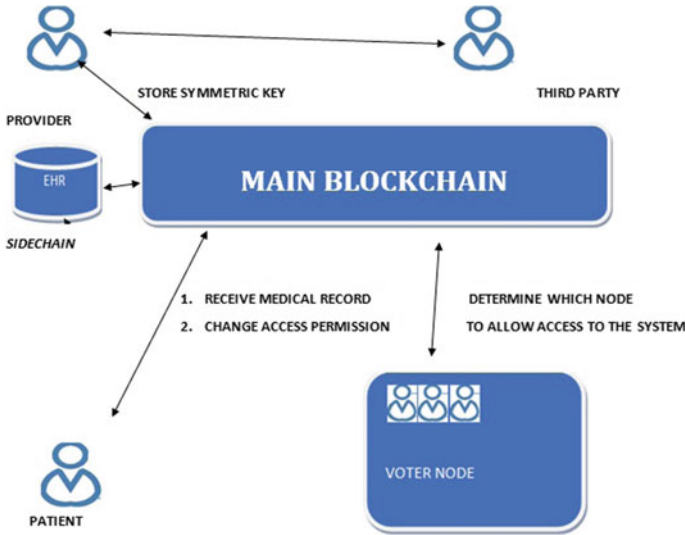 STORE SYMMETRIC KEY
THIRD PARTY
PROVIDER
EHR
MAIN BLOCKCHAIN
SIDECHAIN
1. RECEIVE MEDICAL RECORD
2. CHANGE ACCESS PERMISSION
DETERMINE WHICH NODE
TO ALLOW ACCESS TO THE SYSTEM
VOTER NODE
PATIENT